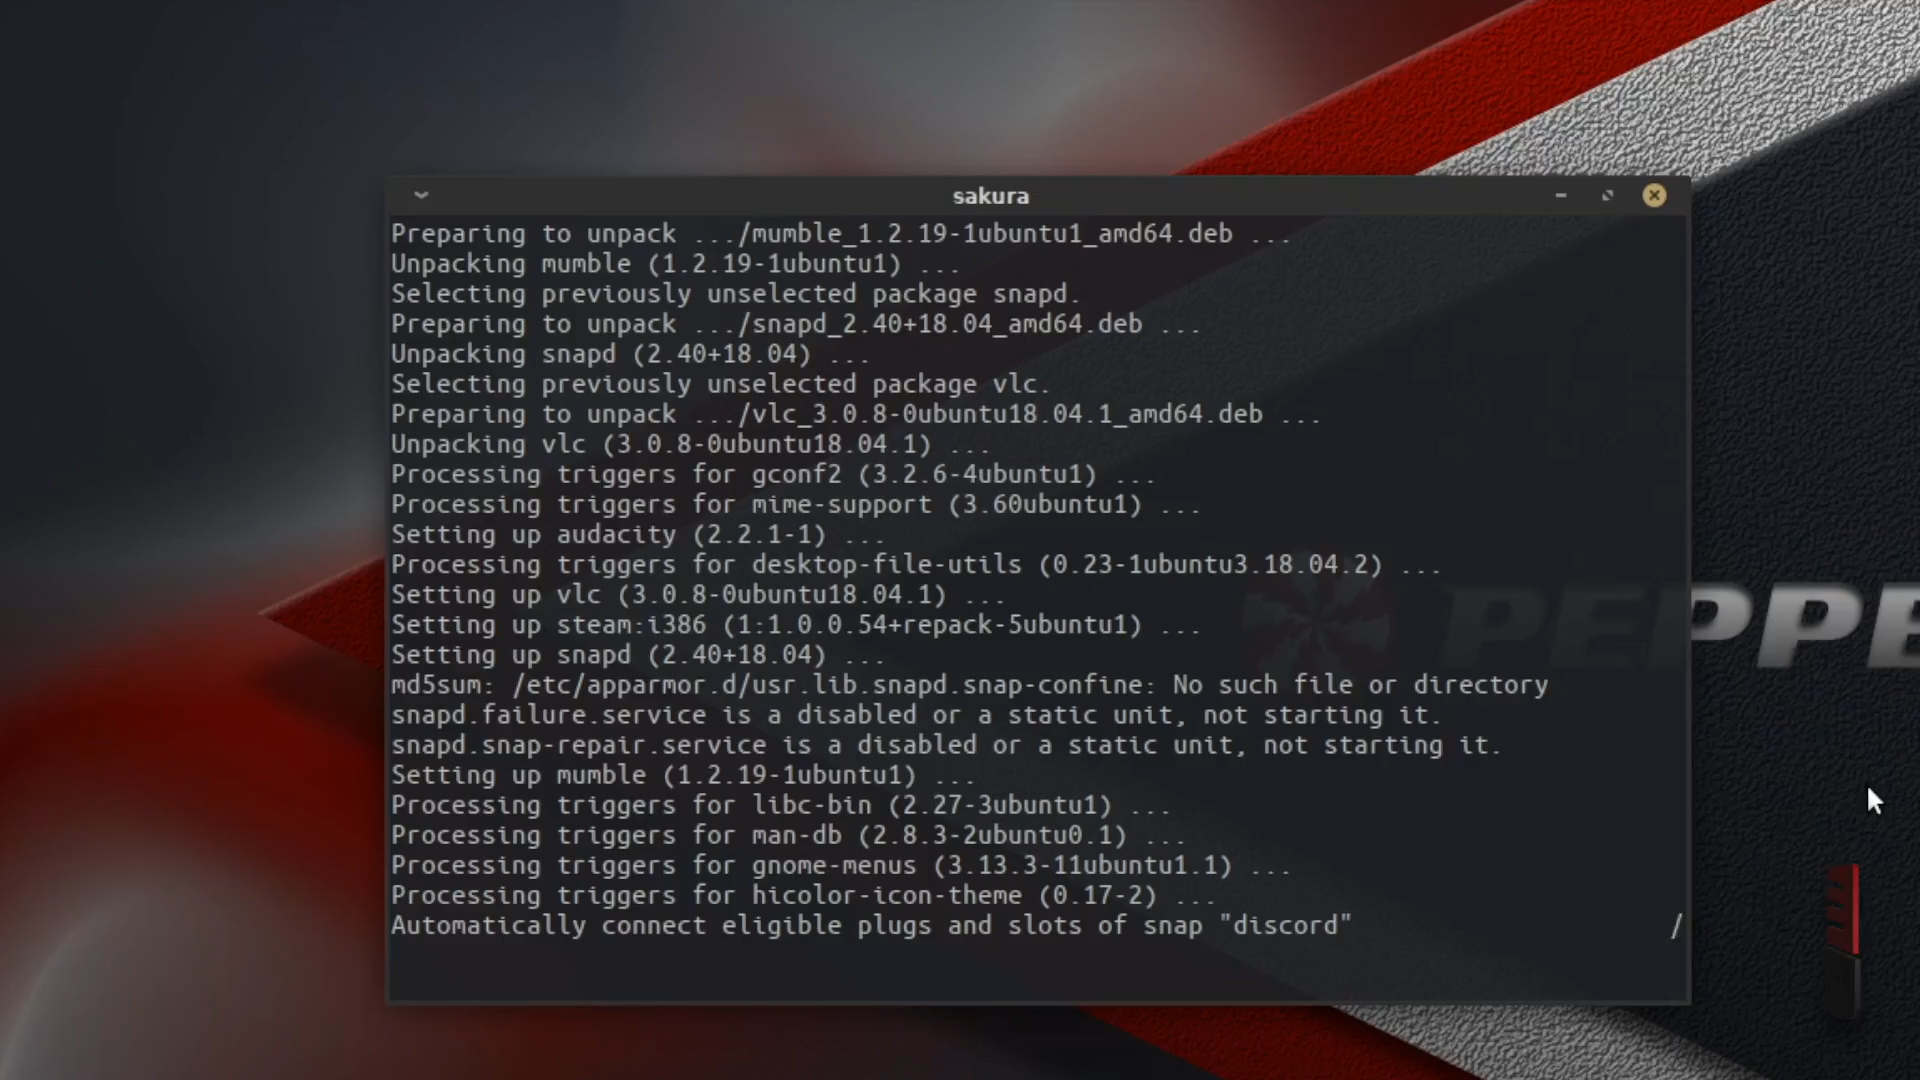 sakura
Preparing to unpack .../mumble_1.2.19-1ubuntu1_amd64.deb ...
Unpacking mumble (1.2.19-1ubuntu1) ...
Selecting previously unselected package snapd.
Preparing to unpack .../snapd_2.40+18.04_amd64.deb ...
Unpacking snapd (2.40+18.04) ...
Selecting previously unselected package vlc.
Preparing to unpack .../vlc_3.0.8-0ubuntu18.04.1_amd64.deb ...
Unpacking vlc (3.0.8-0ubuntu18.04.1) ...
Processing triggers for gconf2 (3.2.6-4ubuntu1) ...
Processing triggers for mime-support (3.60ubuntu1) ...
Setting up audacity (2.2.1-1) ...
Processing triggers for desktop-file-utils (0.23-1ubuntu3.18.04.2) ...
Setting up vlc (3.0.8-0ubuntu18.04.1) ...
Setting up steam:i386 (1:1.0.0.54+repack-5ubuntu1) ...
Setting up snapd (2.40+18.04) ...
md5sum: /etc/apparmor.d/usr.lib.snapd.snap-confine: No such file or directory
snapd.failure.service is a disabled or a static unit, not starting it.
snapd.snap-repair.service is a disabled or a static unit, not starting it.
Setting up mumble (1.2.19-1ubuntu1) ...
Processing triggers for libc-bin (2.27-3ubuntu1) ...
Processing triggers for man-db (2.8.3-2ubuntu0.1) ...
Processing triggers for gnome-menus (3.13.3-11ubuntu1.1) ...
Processing triggers for hicolor-icon-theme (0.17-2) ...
Automatically connect eligible plugs and slots of snap "discord" /
PEPPE